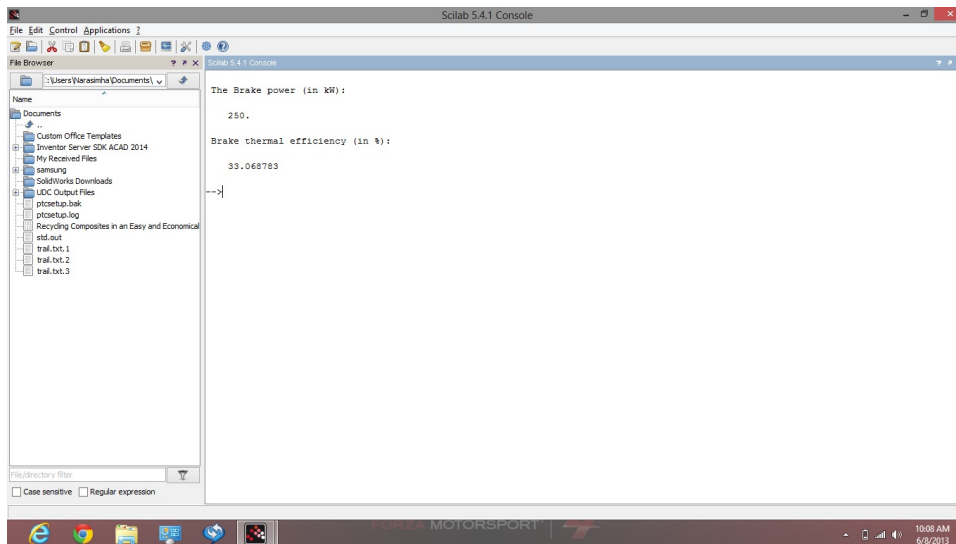 Scilab 5.4.1 Console
File Edit Control Applications ?
File Browser
Scilab 5.4.1 Console
:\Users\Narasimha\Documents\
Name
Documents
..
Custom Office Templates
Inventor Server SDK ACAD 2014
My Received Files
samsung
SolidWorks Downloads
UDC Output Files
ptcsetup.bak
ptcsetup.log
Recycling Composites in an Easy and Economical
std.out
trail.txt.1
trail.txt.2
trail.txt.3
The Brake power (in kW):
250.
Brake thermal efficiency (in %):
33.068783
-->
File/directory filter
Case sensitive
Regular expression
FORZA MOTORSPORT
10:08 AM
6/8/2013